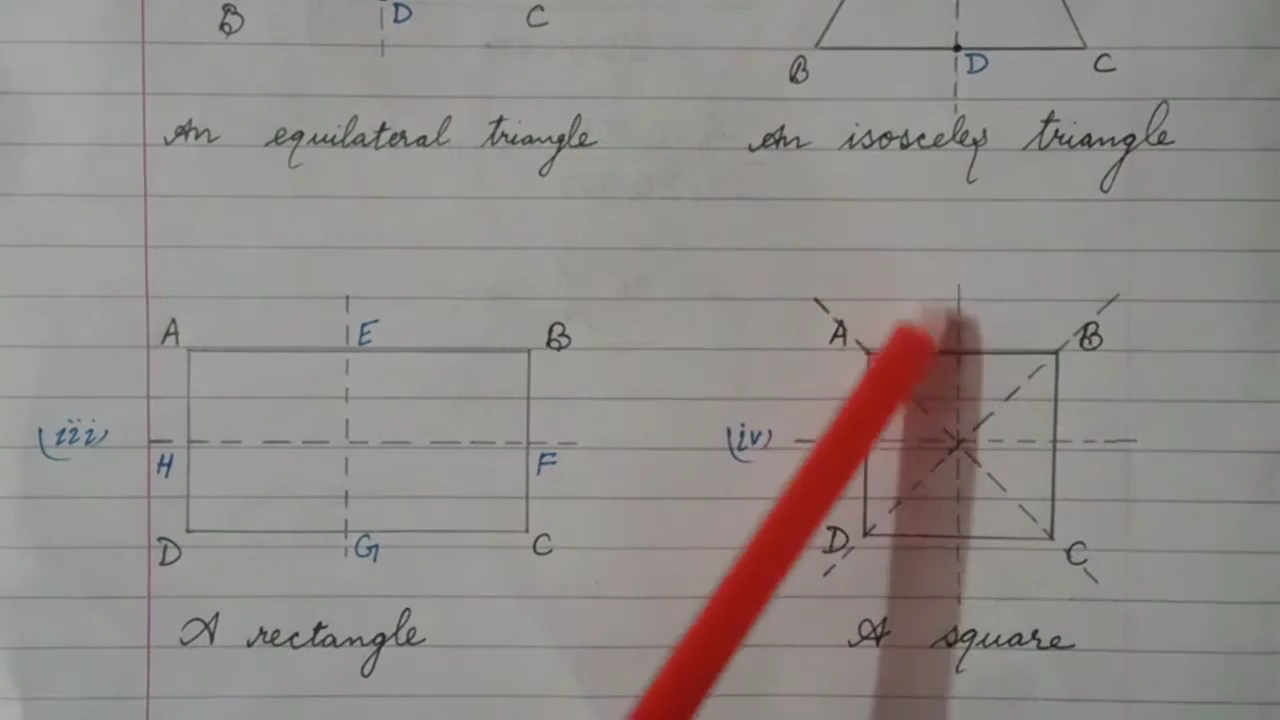 B D C
B D C
An equilateral triangle
An isosceles triangle
A E B
(iii)
H F
D G C
A rectangle
A B
(iv)
D C
A square